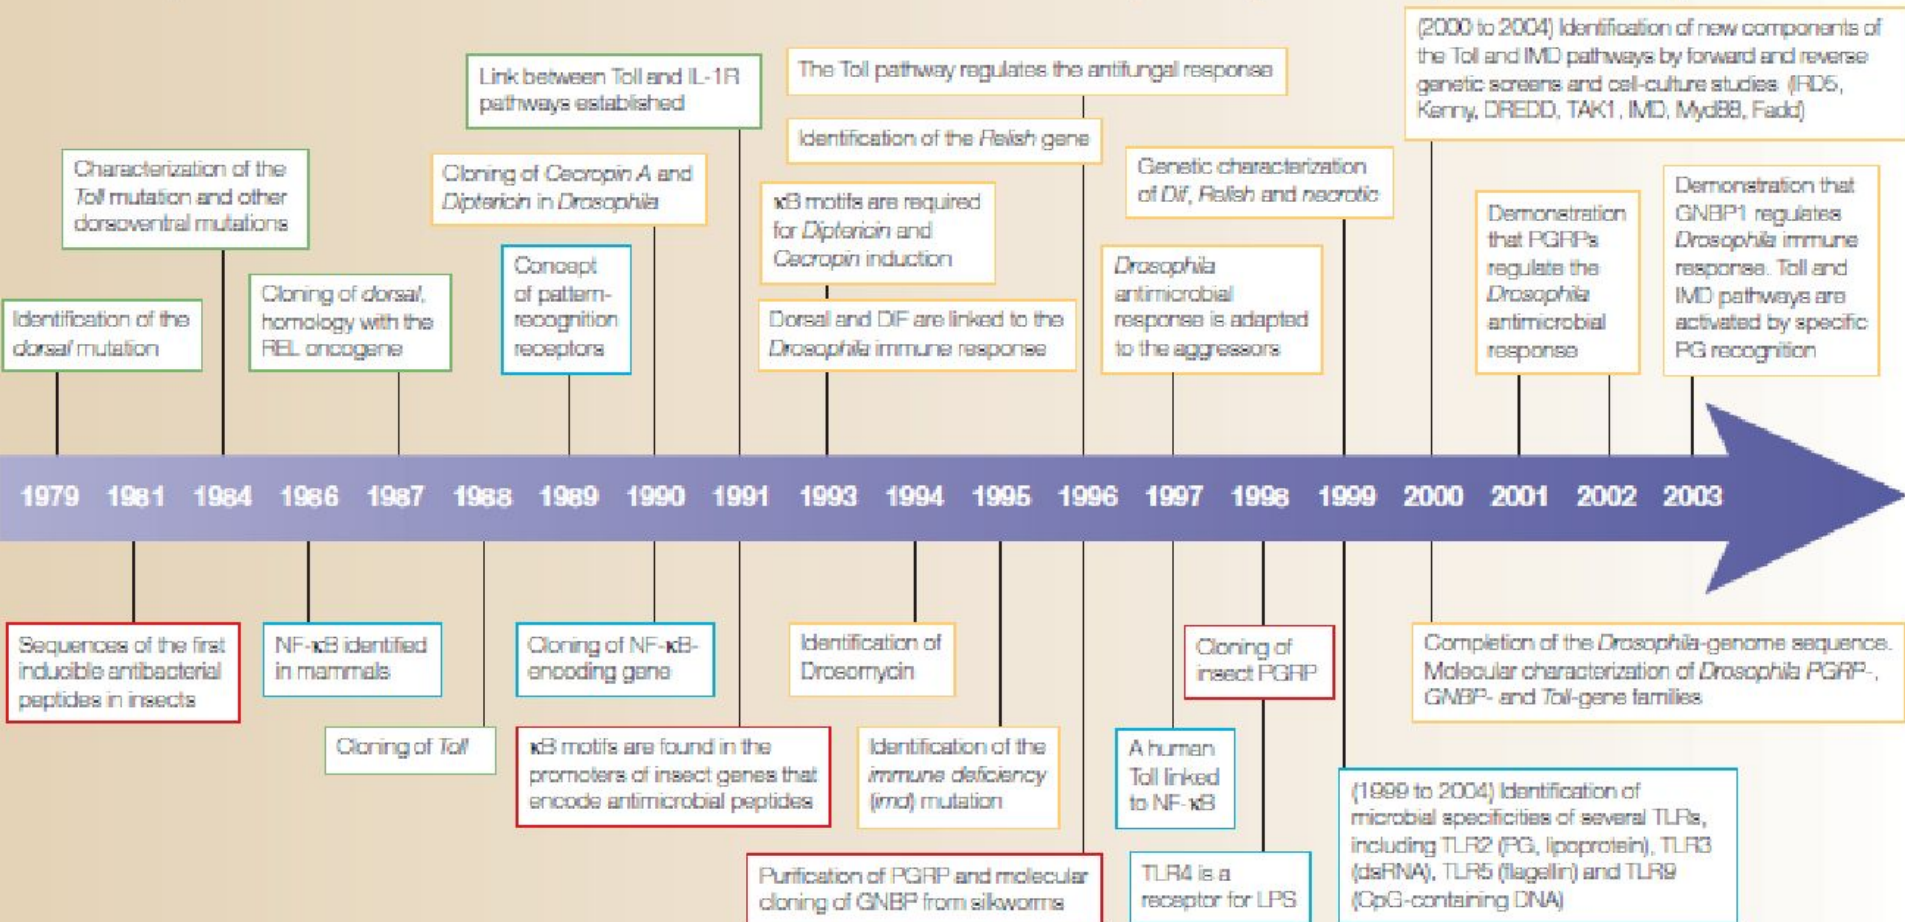 (2000 to 2004) Identification of new components of
the Toll and IMD pathways by forward and reverse
genetic screens and cell-culture studies (IRD5,
Kenny, DREDD, TAK1, IMD, Myd88, Fadd)
Link between Toll and IL-1R
pathways established
The Toll pathway regulates the antifungal response
Identification of the Relish gene
Characterization of the
Toll mutation and other
dorsoventral mutations
Cloning of Cecropin A and
Diptericin in Drosophila
κB motifs are required
for Diptericin and
Cecropin induction
Genetic characterization
of Dif, Relish and necrotic
Demonstration
that PGRPs
regulate the
Drosophila
antimicrobial
response
Demonstration that
GNBP1 regulates
Drosophila immune
response. Toll and
IMD pathways are
activated by specific
PG recognition
Identification of the
dorsal mutation
Cloning of dorsal,
homology with the
REL oncogene
Concept
of pattern-
recognition
receptors
Dorsal and DIF are linked to the
Drosophila immune response
Drosophila
antimicrobial
response is adapted
to the aggressors
1979 1981 1984 1986 1987 1988 1989 1990 1991 1993 1994 1995 1996 1997 1998 1999 2000 2001 2002 2003
Sequences of the first
inducible antibacterial
peptides in insects
NF-κB identified
in mammals
Cloning of NF-κB-
encoding gene
Identification of
Drosomycin
Cloning of
insect PGRP
Completion of the Drosophila-genome sequence.
Molecular characterization of Drosophila PGRP-,
GNBP- and Toll-gene families
Cloning of Toll
κB motifs are found in the
promoters of insect genes that
encode antimicrobial peptides
Identification of the
immune deficiency
(imd) mutation
A human
Toll linked
to NF-κB
(1999 to 2004) Identification of
microbial specificities of several TLRs,
including TLR2 (PG, lipoprotein), TLR3
(dsRNA), TLR5 (flagellin) and TLR9
(CpG-containing DNA)
Purification of PGRP and molecular
cloning of GNBP from silkworms
TLR4 is a
receptor for LPS